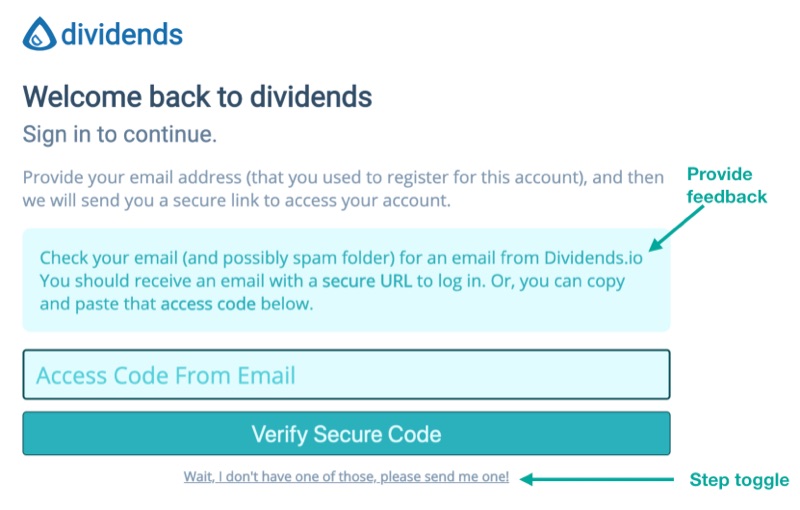 dividends
Welcome back to dividends
Sign in to continue.
Provide your email address (that you used to register for this account), and then
we will send you a secure link to access your account.
Provide
feedback
Check your email (and possibly spam folder) for an email from Dividends.io
You should receive an email with a secure URL to log in. Or, you can copy
and paste that access code below.
Access Code From Email
Verify Secure Code
Wait, I don't have one of those, please send me one!
Step toggle